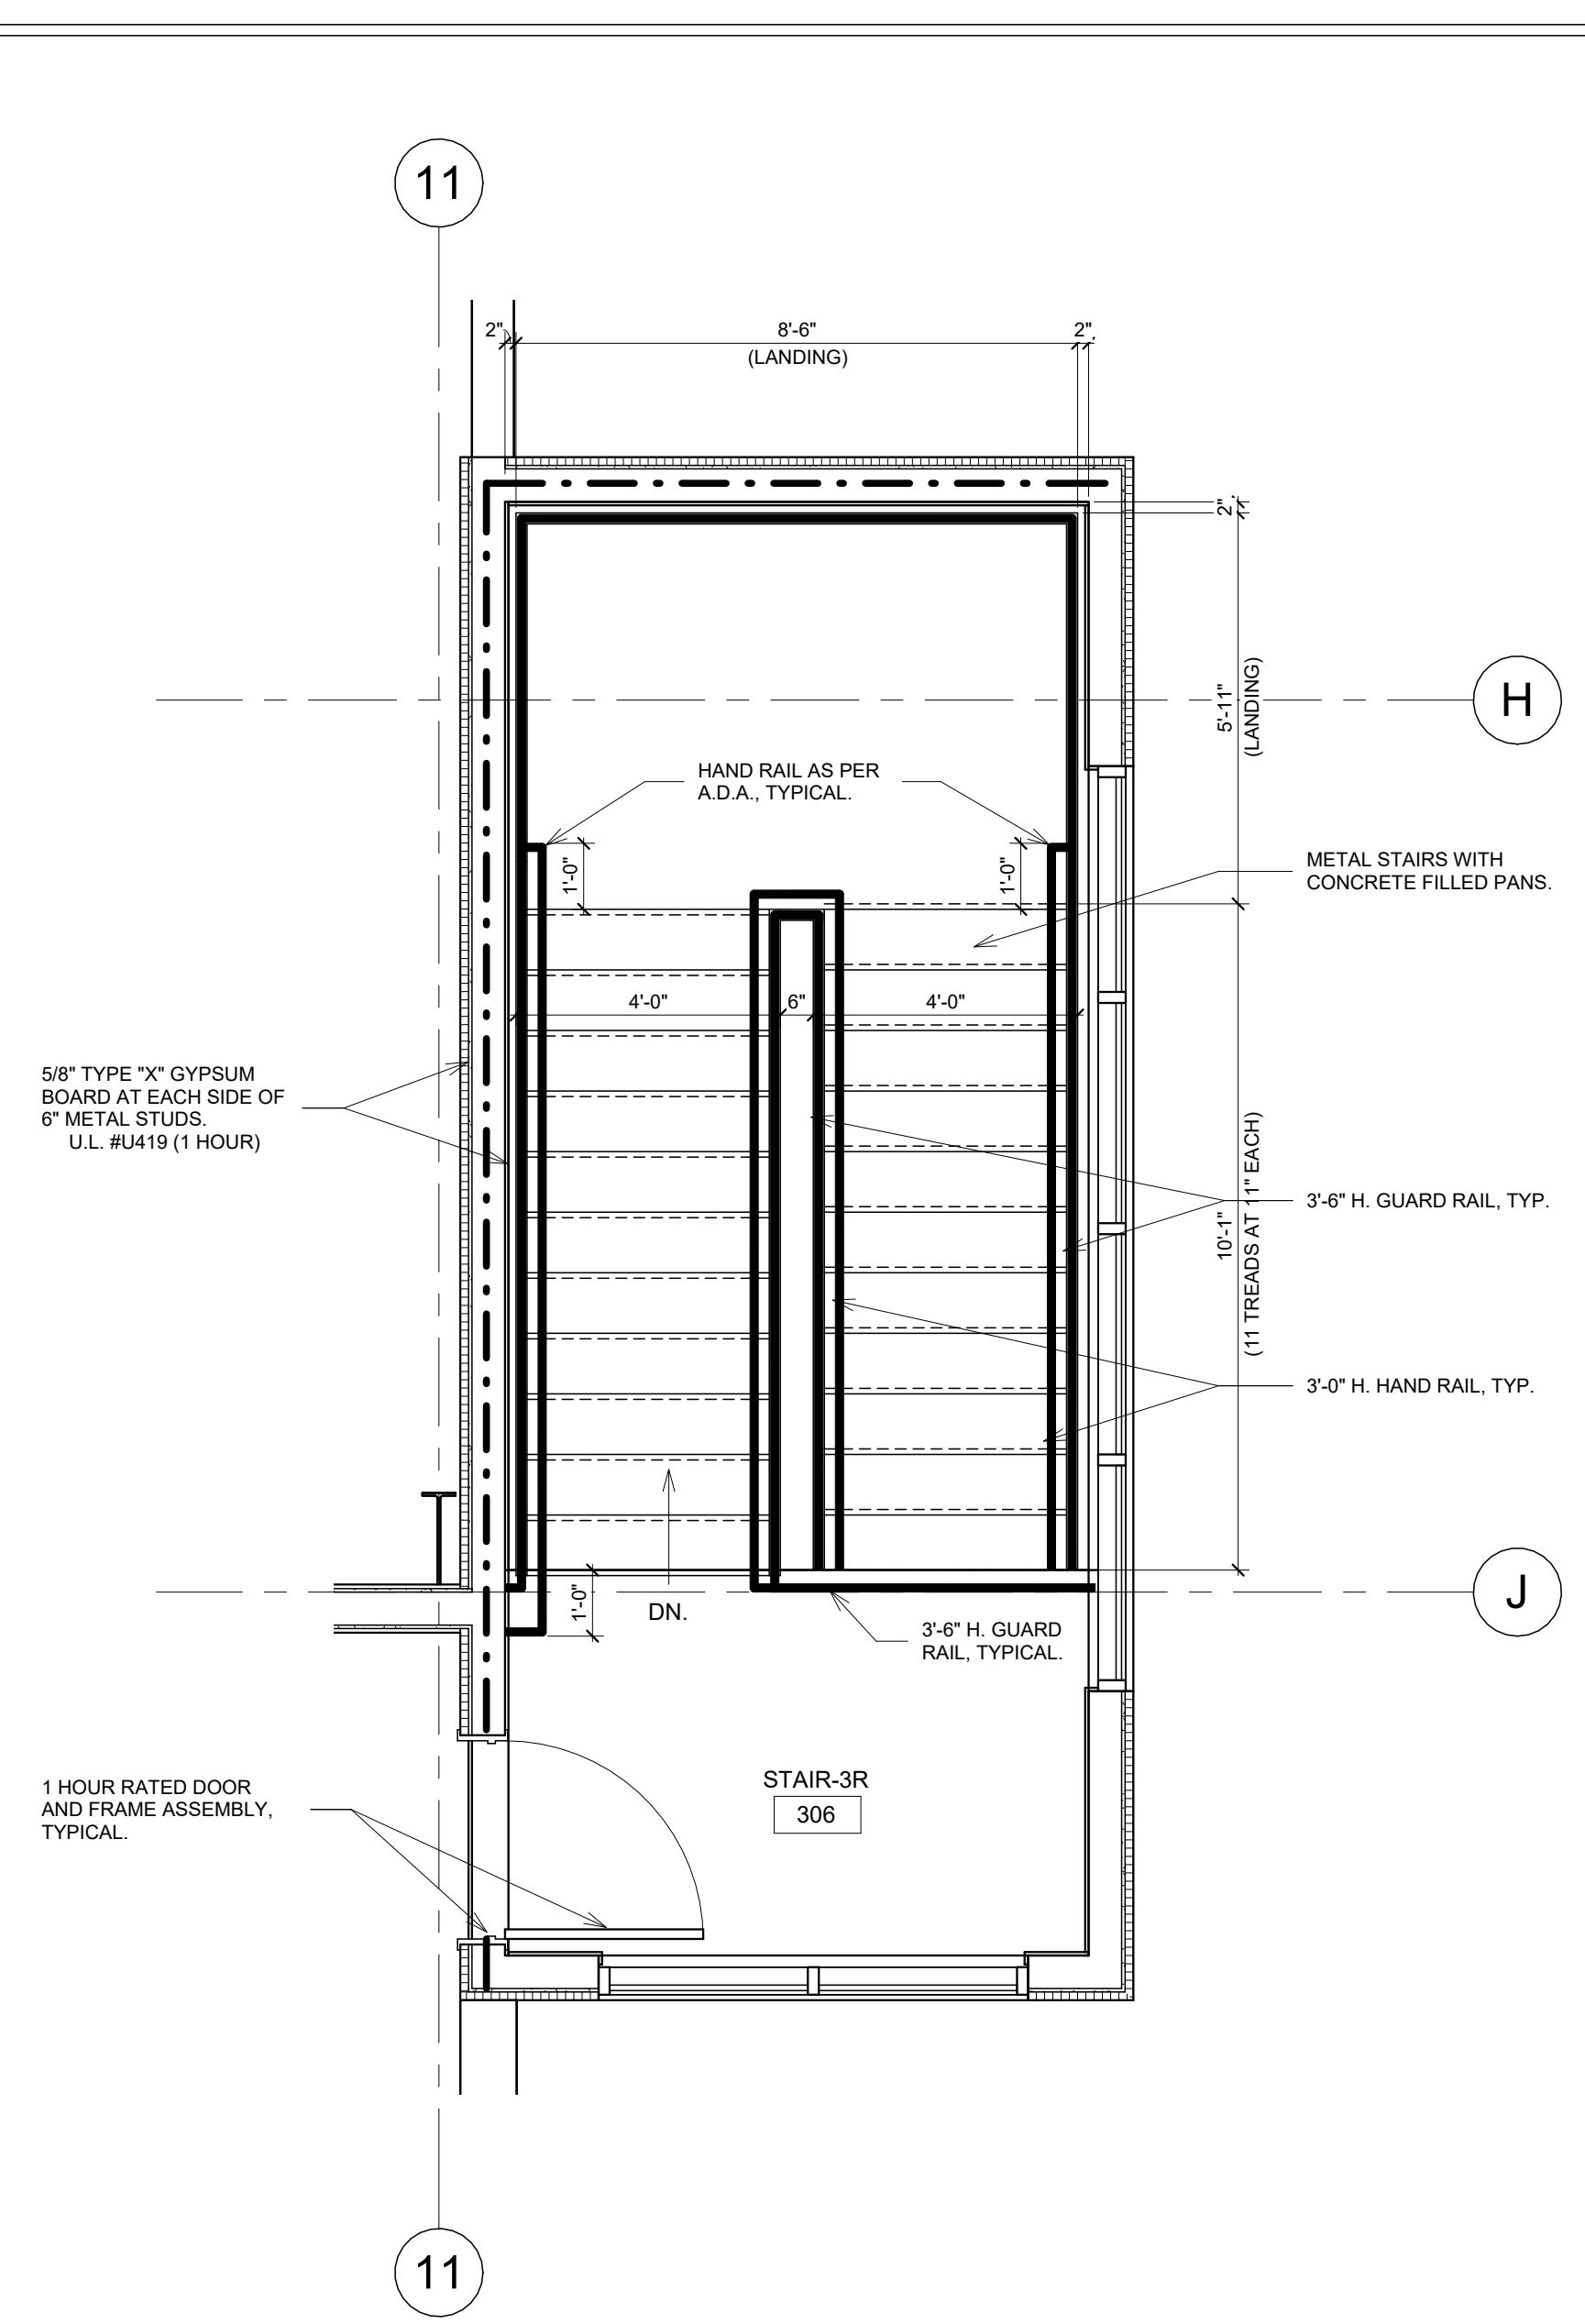 11
2"
8'-6"
2"
(LANDING)
2"
5'-11"
(LANDING)
H
HAND RAIL AS PER
A.D.A., TYPICAL.
1'-0"
1'-0"
METAL STAIRS WITH
CONCRETE FILLED PANS.
4'-0"
6"
4'-0"
5/8" TYPE "X" GYPSUM
BOARD AT EACH SIDE OF
6" METAL STUDS.
U.L. #U419 (1 HOUR)
10'-1"
(11 TREADS AT 11" EACH)
3'-6" H. GUARD RAIL, TYP.
3'-0" H. HAND RAIL, TYP.
1'-0"
DN.
J
3'-6" H. GUARD
RAIL, TYPICAL.
1 HOUR RATED DOOR
AND FRAME ASSEMBLY,
TYPICAL.
STAIR-3R
306
11